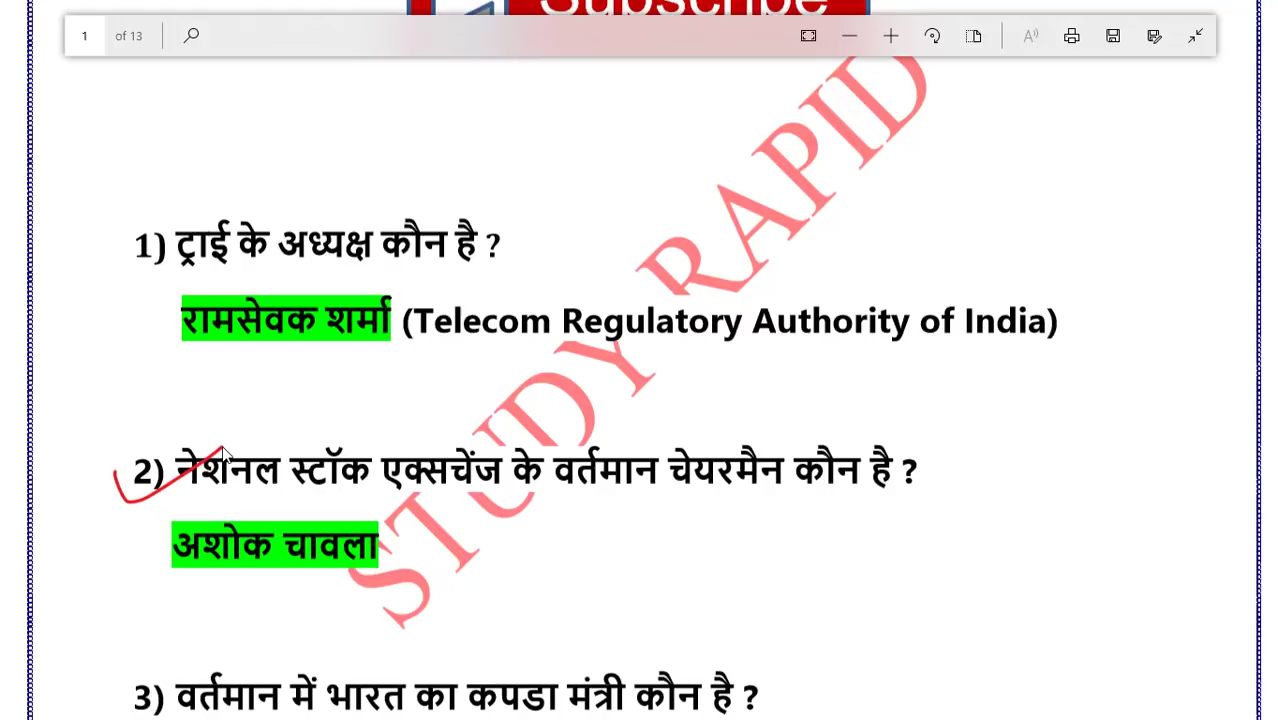 Subscribe
1 of 13
1) ट्राई के अध्यक्ष कौन है ?
रामसेवक शर्मा (Telecom Regulatory Authority of India)
2) नेशनल स्टॉक एक्सचेंज के वर्तमान चेयरमैन कौन है ?
अशोक चावला
3) वर्तमान में भारत का कपडा मंत्री कौन है ?
STUDY RAPID